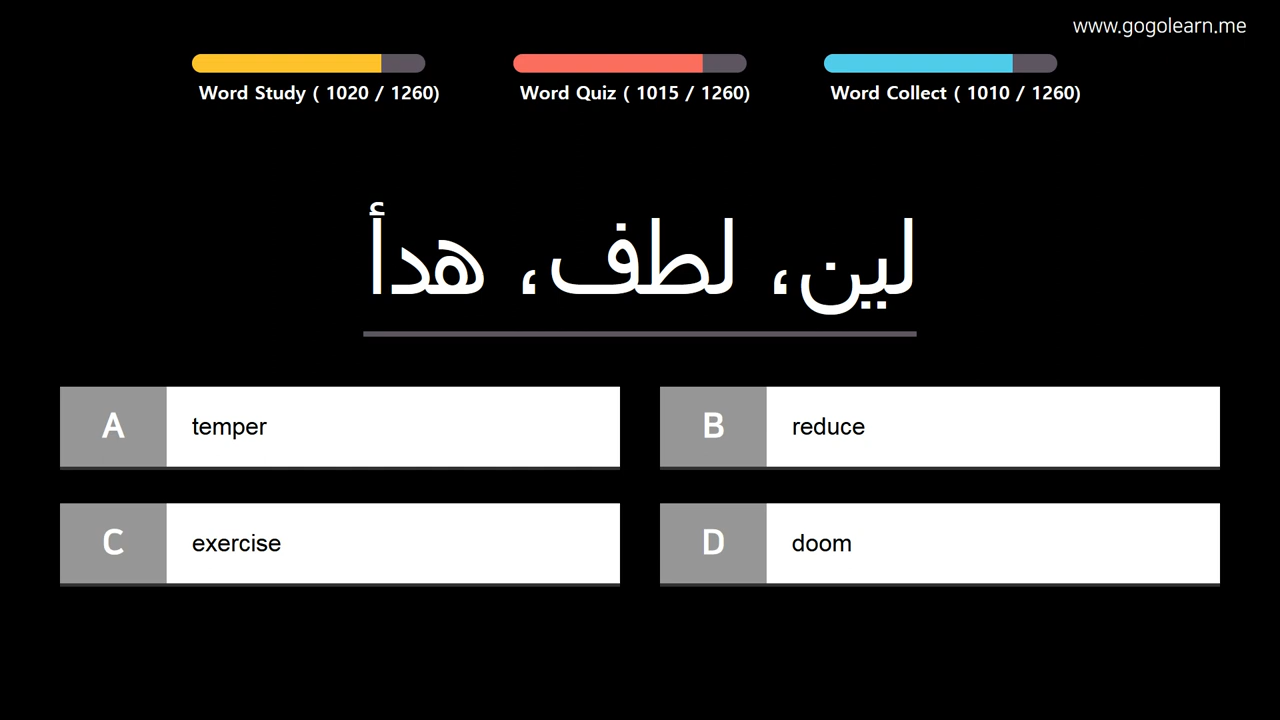 www.gogolearn.me
Word Study ( 1020 / 1260)
Word Quiz ( 1015 / 1260)
Word Collect ( 1010 / 1260)
لين، لطف، هدأ
A temper
B reduce
C exercise
D doom